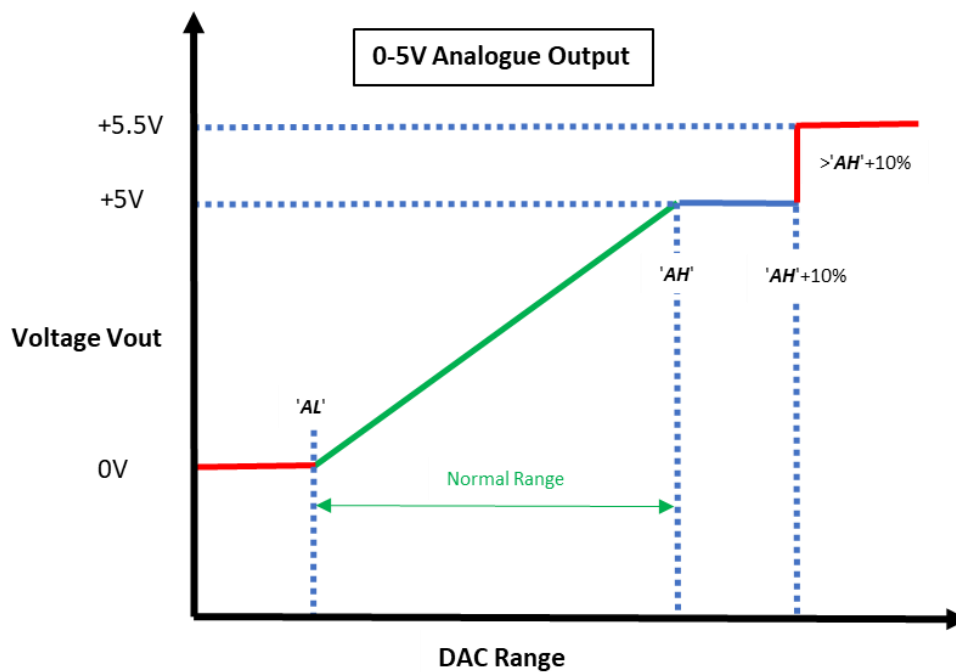 0-5V Analogue Output
+5.5V
>'AH'+10%
+5V
'AH'
'AH'+10%
Voltage Vout
'AL'
0V
Normal Range
DAC Range